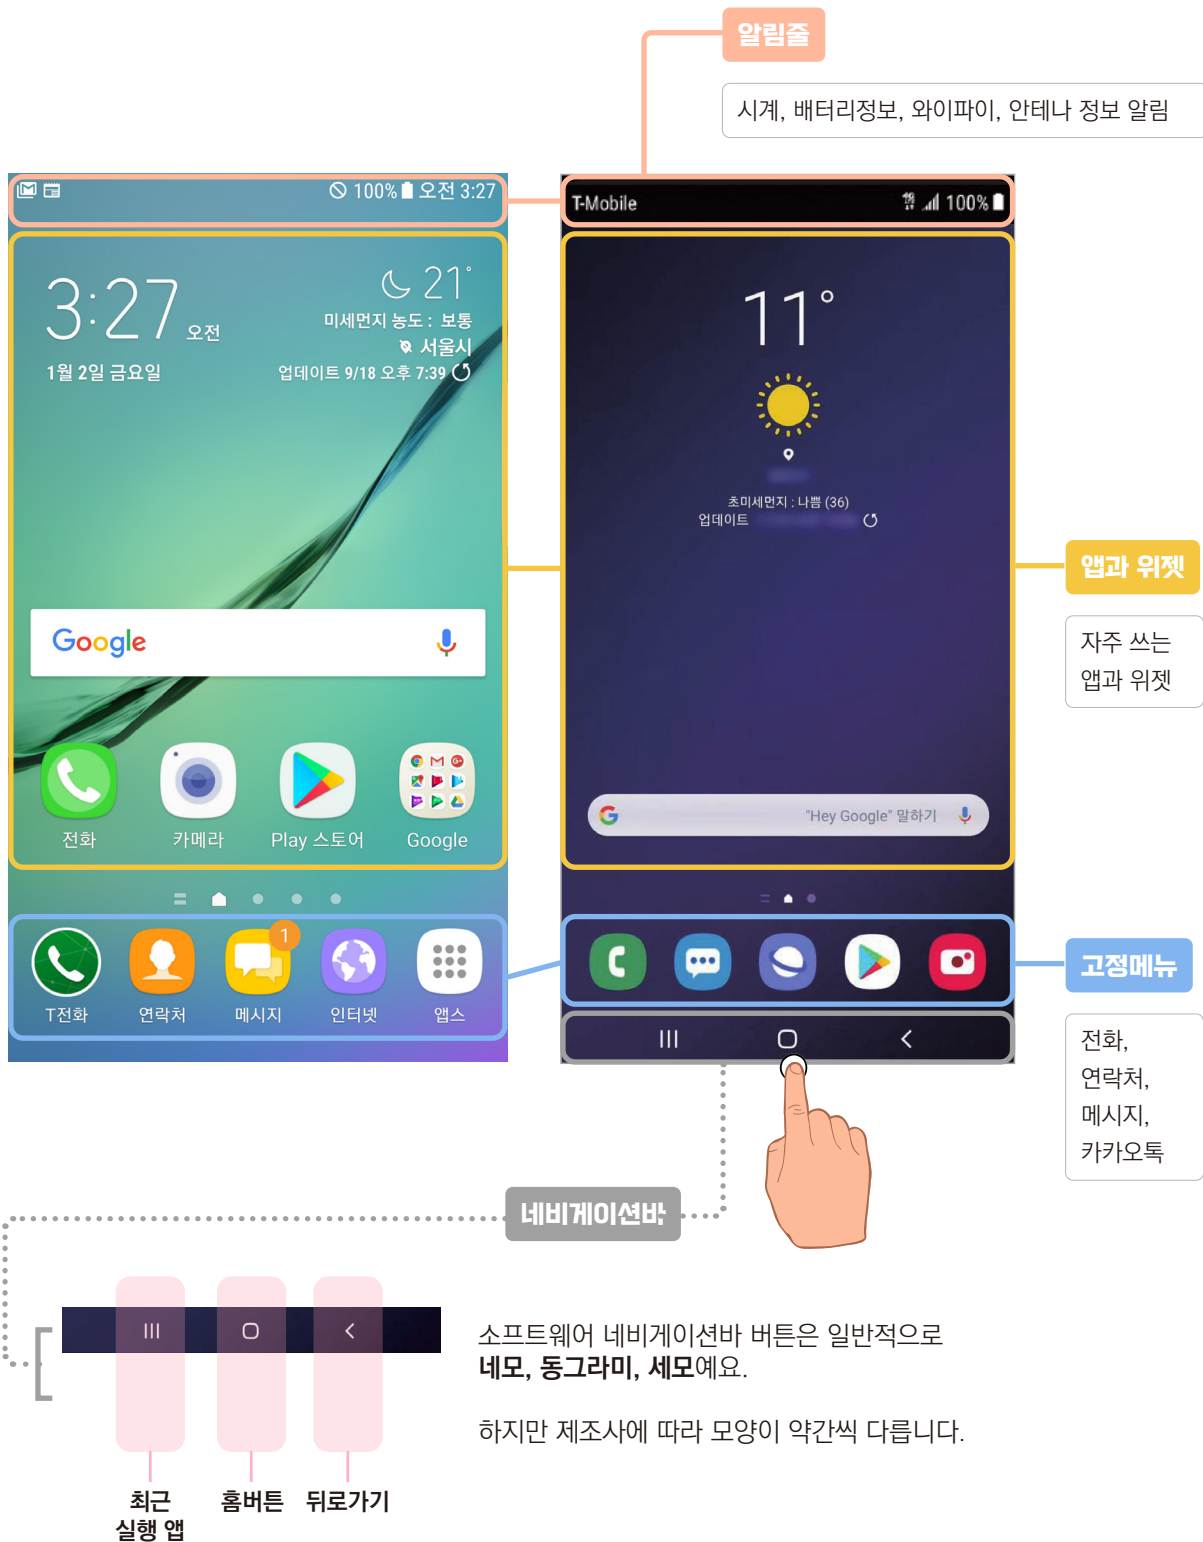 알림줄
시계, 배터리정보, 와이파이, 안테나 정보 알림
100% 오전 3:27
3:27 오전
1월 2일 금요일
21°
미세먼지 농도 : 보통
서울시
업데이트 9/18 오후 7:39
Google
전화
카메라
Play 스토어
Google
1
T전화
연락처
메시지
인터넷
앱스
T-Mobile
100%
11°
초미세먼지 : 나쁨 (36)
업데이트
"Hey Google" 말하기
앱과 위젯
자주 쓰는
앱과 위젯
고정메뉴
전화,
연락처,
메시지,
카카오톡
네비게이션바
최근
실행 앱
홈버튼
뒤로가기
소프트웨어 네비게이션바 버튼은 일반적으로
네모, 동그라미, 세모예요.
하지만 제조사에 따라 모양이 약간씩 다릅니다.